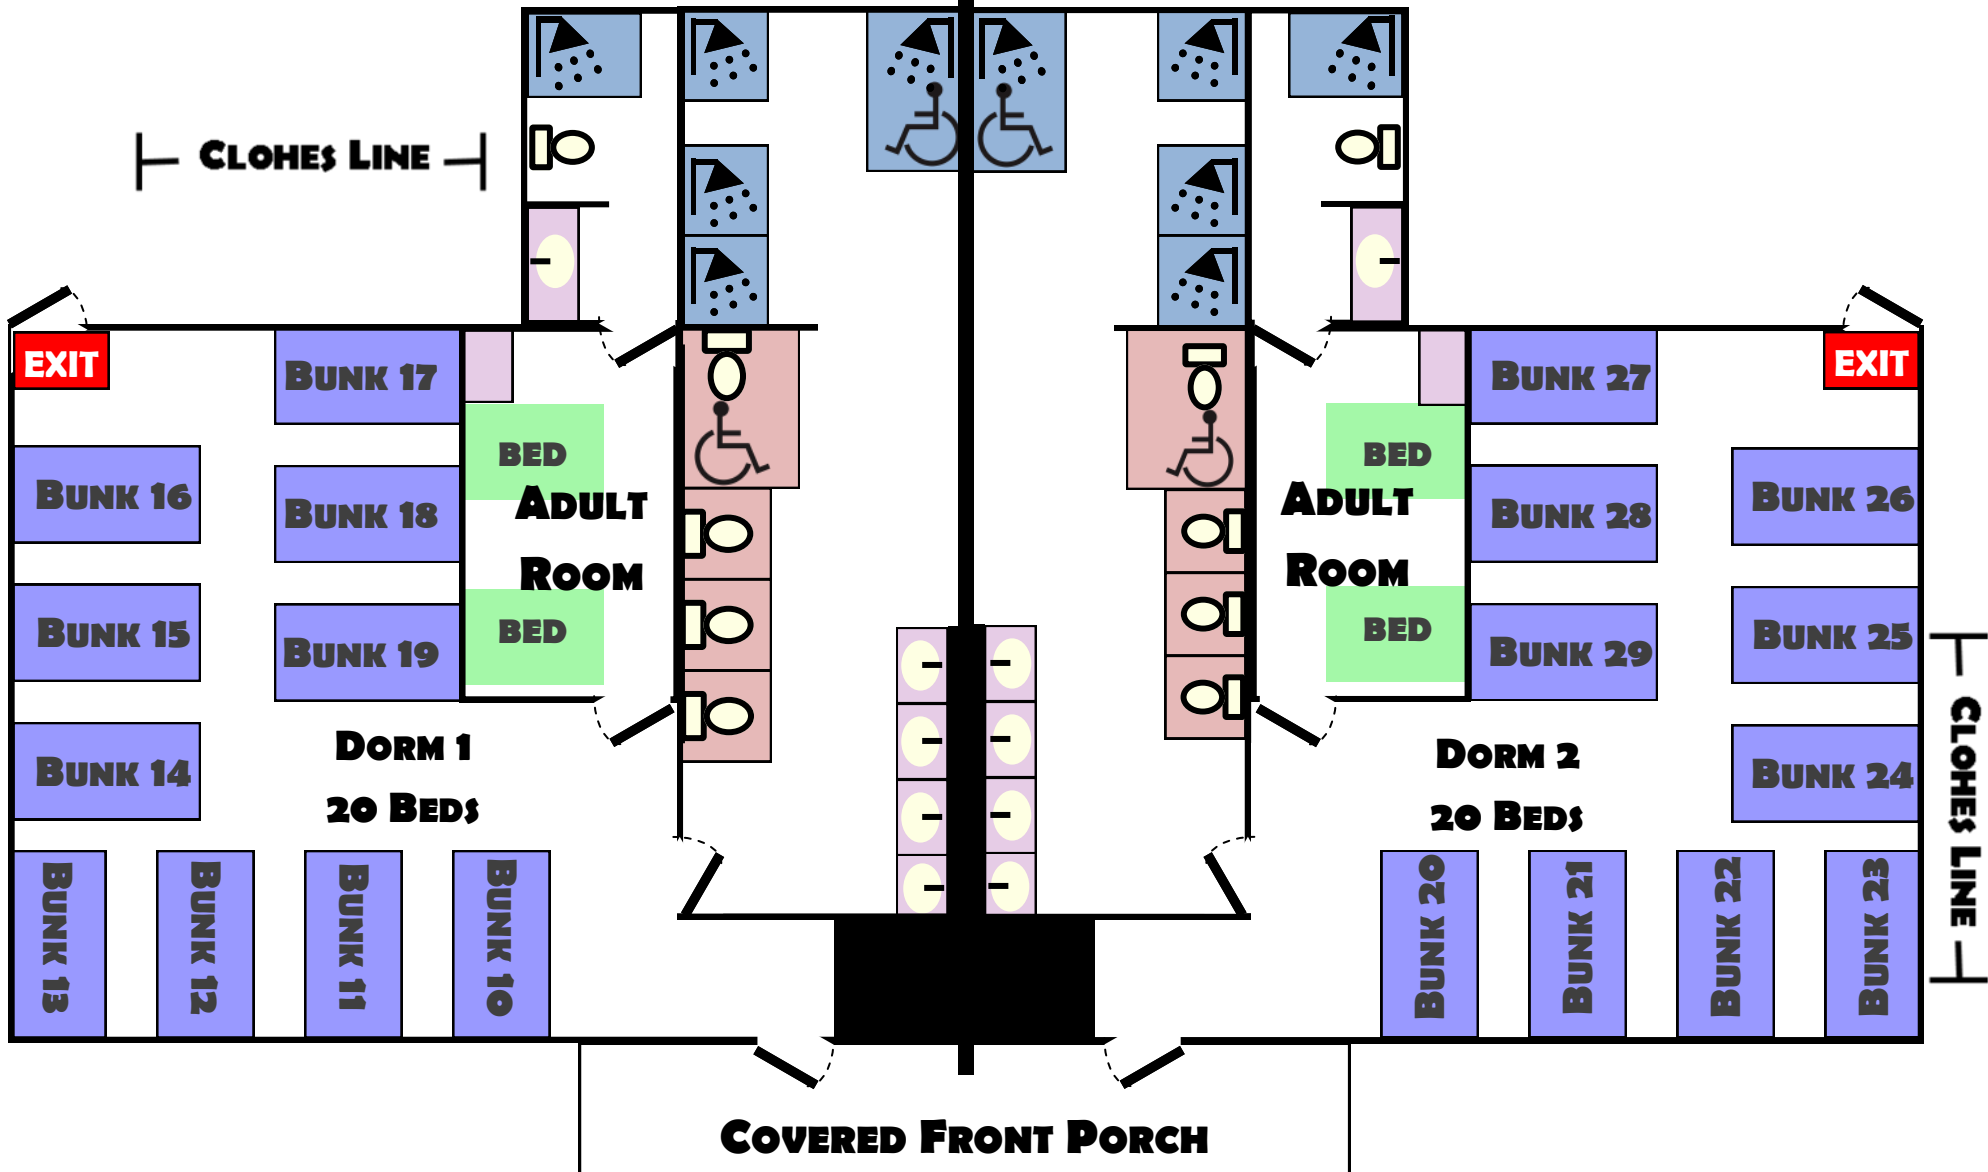 CLOHES LINE
EXIT
BUNK 17
BUNK 16
BUNK 18
BUNK 15
BUNK 19
BUNK 14
BED
ADULT
ROOM
BED
DORM 1
20 BEDS
BUNK 13
BUNK 12
BUNK 11
BUNK 10
BED
ADULT
ROOM
BED
BUNK 27
EXIT
BUNK 28
BUNK 26
BUNK 29
BUNK 25
BUNK 24
DORM 2
20 BEDS
CLOHES LINE
BUNK 20
BUNK 21
BUNK 22
BUNK 23
COVERED FRONT PORCH